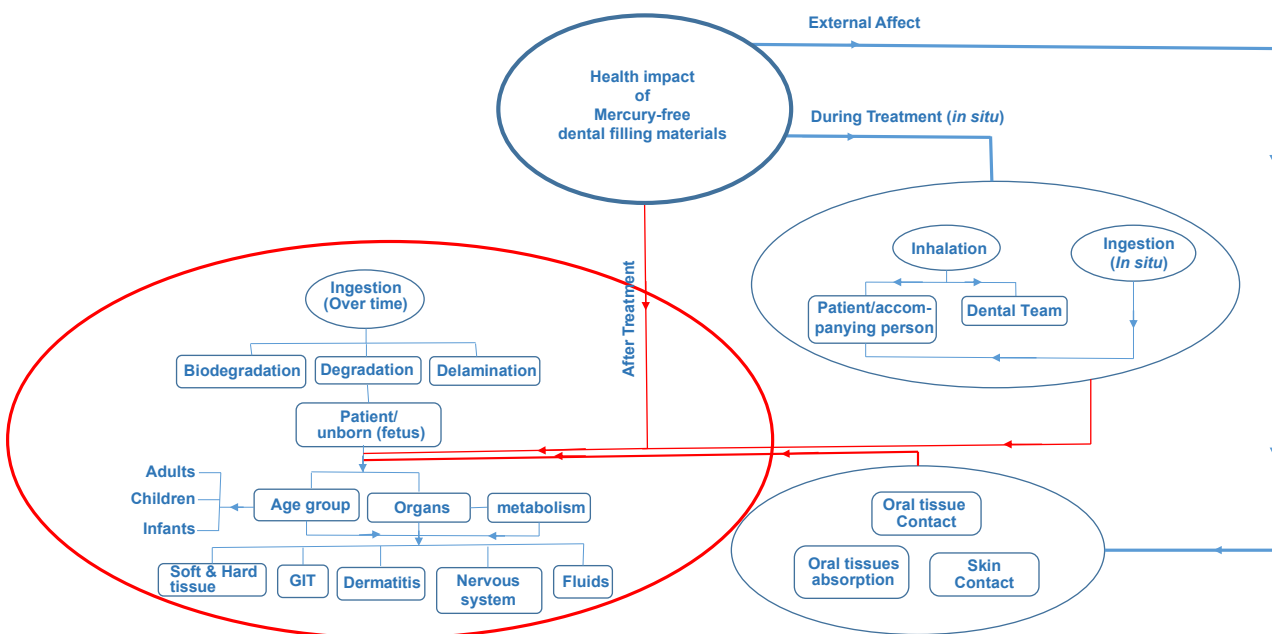 External Affect
Health impact
of
Mercury-free
dental filling materials
During Treatment (in situ)
Inhalation
Ingestion
(In situ)
Patient/accom-
panying person
Dental Team
After Treatment
Ingestion
(Over time)
Biodegradation
Degradation
Delamination
Patient/
unborn (fetus)
Adults
Children
Infants
Age group
Organs
metabolism
Soft & Hard
tissue
GIT
Dermatitis
Nervous
system
Fluids
Oral tissue
Contact
Oral tissues
absorption
Skin
Contact